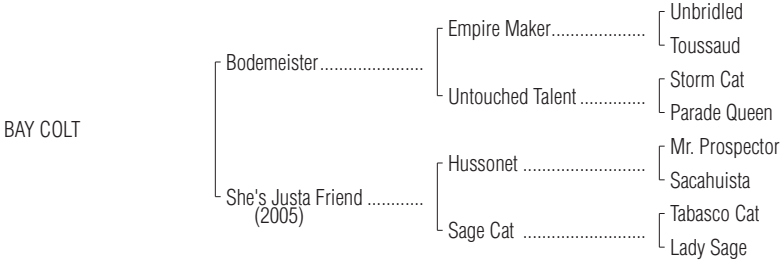 Unbridled
Empire Maker.....................
Toussaud
Bodemeister......................
Storm Cat
Untouched Talent ..............
Parade Queen
BAY COLT
Mr. Prospector
Hussonet ..........................
Sacahuista
She's Justa Friend ............
(2005)
Tabasco Cat
Sage Cat ..........................
Lady Sage